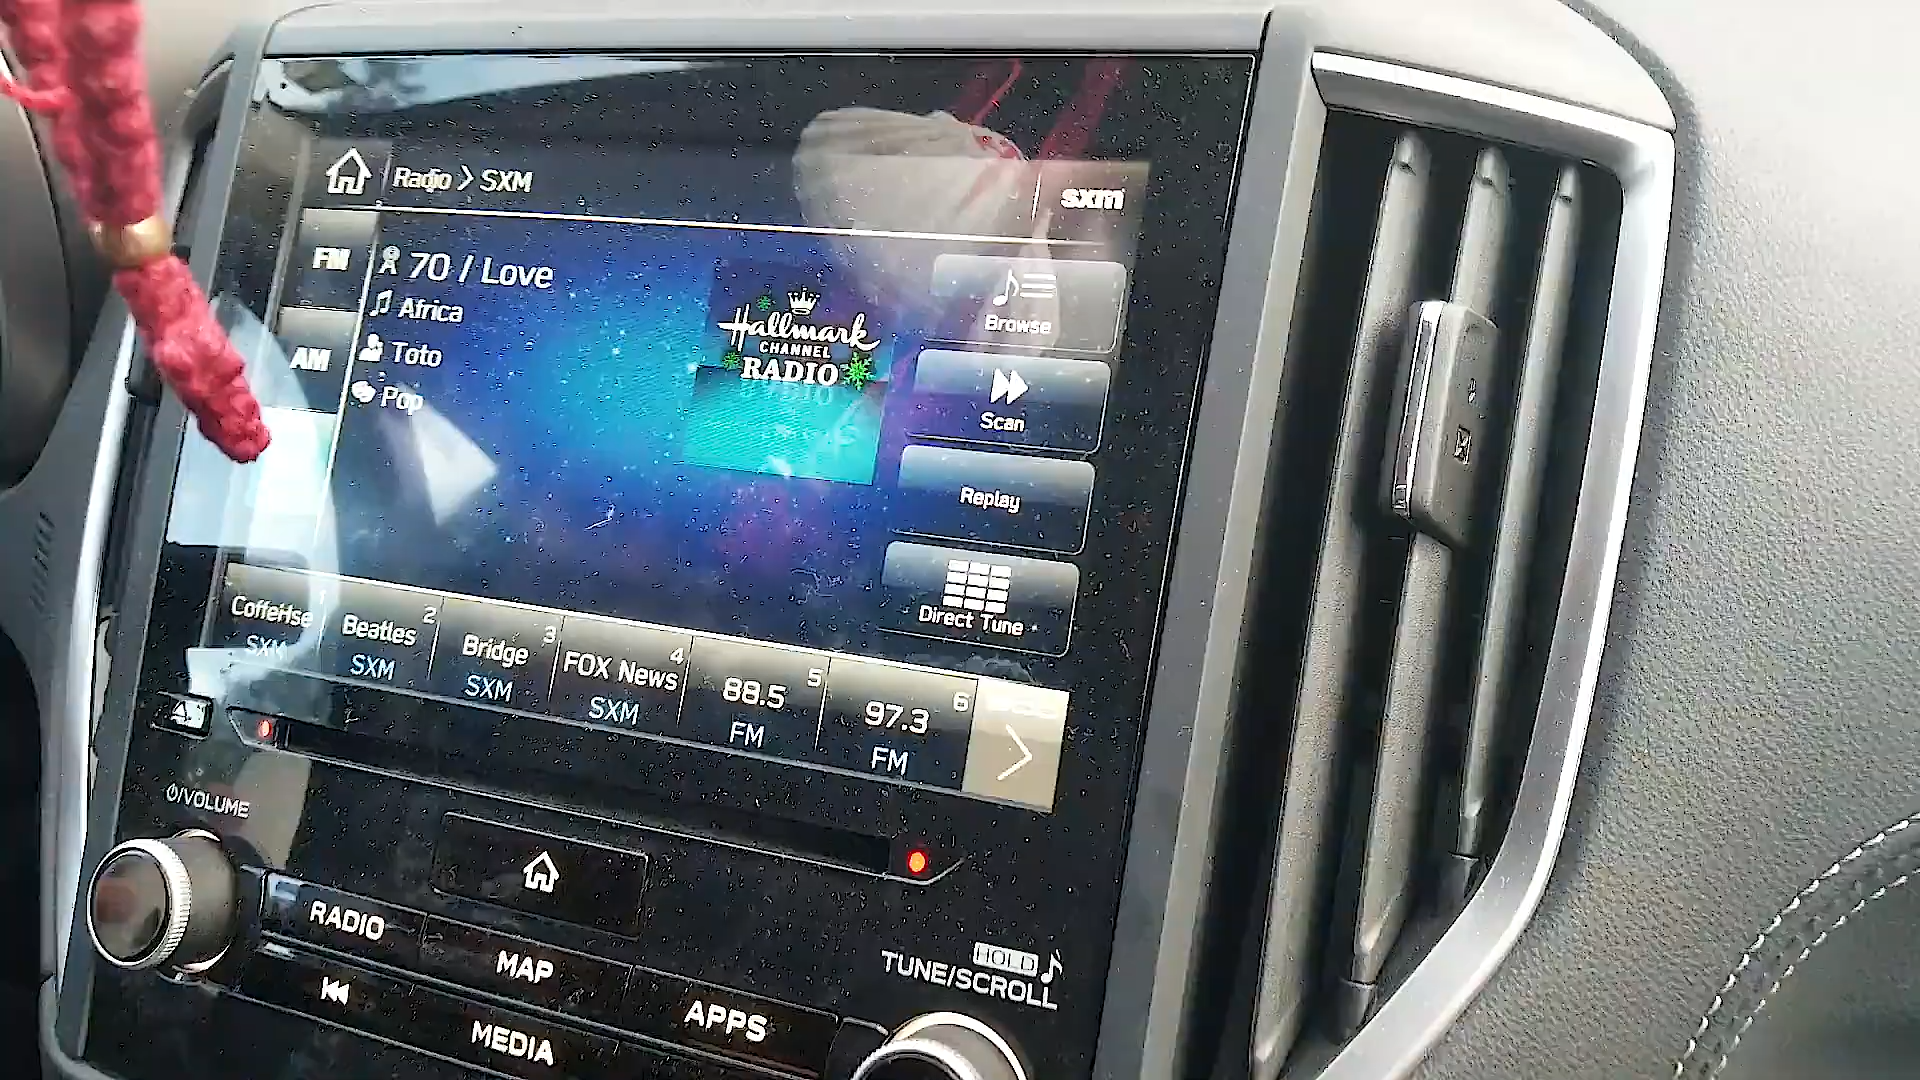 Radio > SXM
sxm
FM
70 / Love
Africa
AM
Toto
Pop
Hallmark
CHANNEL
RADIO
Browse
Scan
Replay
Direct Tune
CoffeHse 1
SXM
Beatles 2
SXM
Bridge 3
SXM
FOX News 4
SXM
88.5 5
FM
97.3 6
FM
VOLUME
RADIO
MAP
APPS
MEDIA
HOLD
TUNE/SCROLL